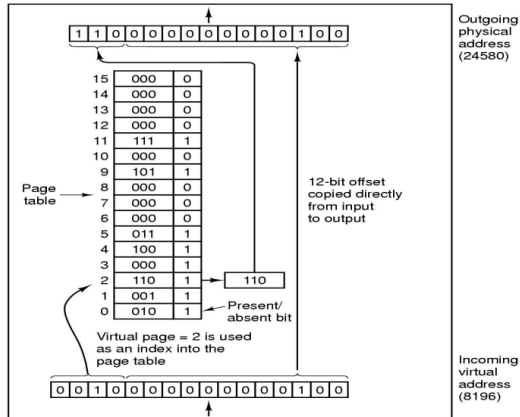 1 1 0 0 0 0 0 0 0 0 0 0 1 0 0
Outgoing
physical
address
(24580)
15 000 0
14 000 0
13 000 0
12 000 0
11 111 1
10 000 0
9 101 1
8 000 0
7 000 0
6 000 0
5 011 1
4 100 1
3 000 1
2 110 1
1 001 1
0 010 1
Page
table
110
12-bit offset
copied directly
from input
to output
Present/
absent bit
Virtual page = 2 is used
as an index into the
page table
0 0 1 0 0 0 0 0 0 0 0 0 0 1 0 0
Incoming
virtual
address
(8196)